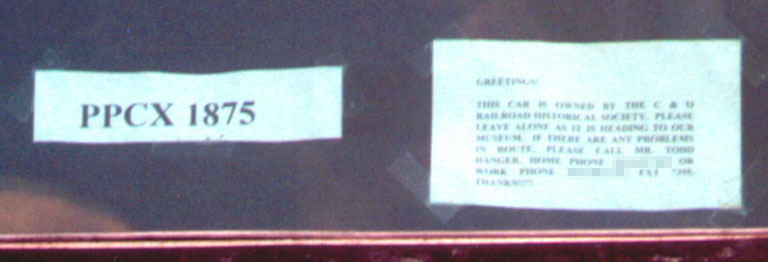 PPCX 1875
GREETINGS!
THIS CAR IS OWNED BY THE C & O
RAILROAD HISTORICAL SOCIETY. PLEASE
LEAVE ALONE AS IT IS HEADING TO OUR
MUSEUM. IF THERE ARE ANY PROBLEMS
IN ROUTE, PLEASE CALL MR. TODD
HANGER, HOME PHONE OR
WORK PHONE EXT
THANKS!!!!